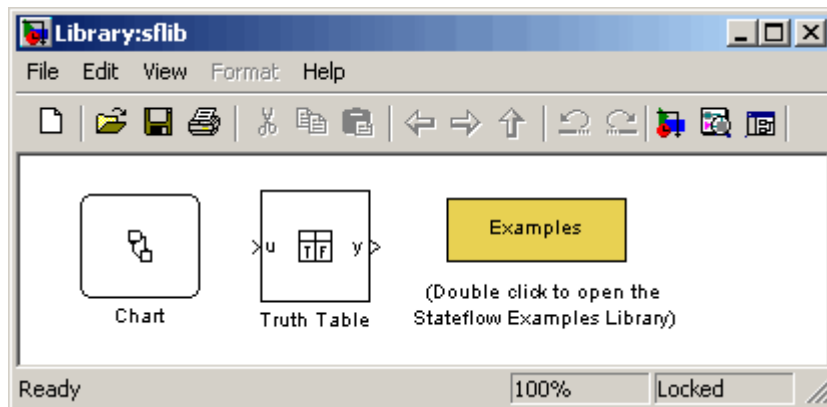 Library:sflib
File Edit View Format Help
u T F y
Examples
Chart
Truth Table
(Double click to open the
Stateflow Examples Library)
Ready 100% Locked